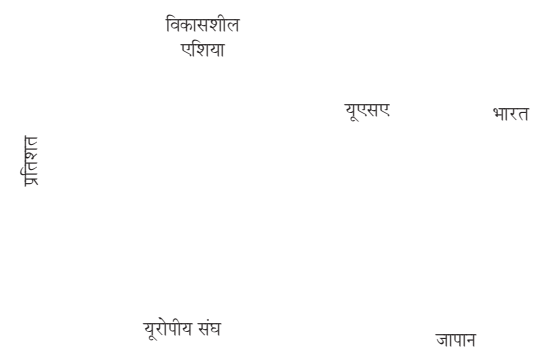 विकासशील
एशिया
यूएसए
भारत
प्रतिशत
यूरोपीय संघ
जापान